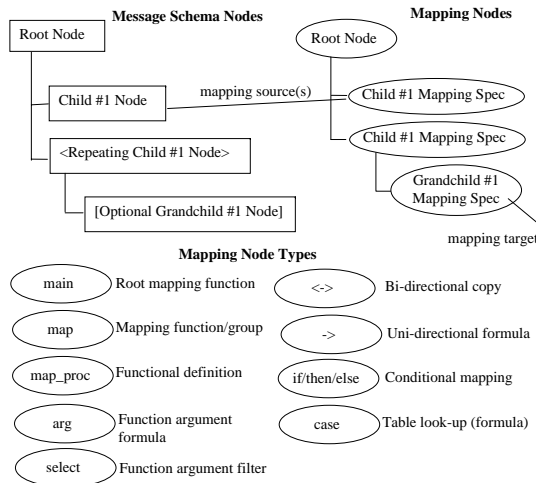 Message Schema Nodes
Mapping Nodes
Root Node
Root Node
Child #1 Node
mapping source(s)
Child #1 Mapping Spec
<Repeating Child #1 Node>
Child #1 Mapping Spec
[Optional Grandchild #1 Node]
Grandchild #1
Mapping Spec
mapping target
Mapping Node Types
main
Root mapping function
<->
Bi-directional copy
map
Mapping function/group
->
Uni-directional formula
map_proc
Functional definition
if/then/else
Conditional mapping
arg
Function argument
formula
case
Table look-up (formula)
select
Function argument filter